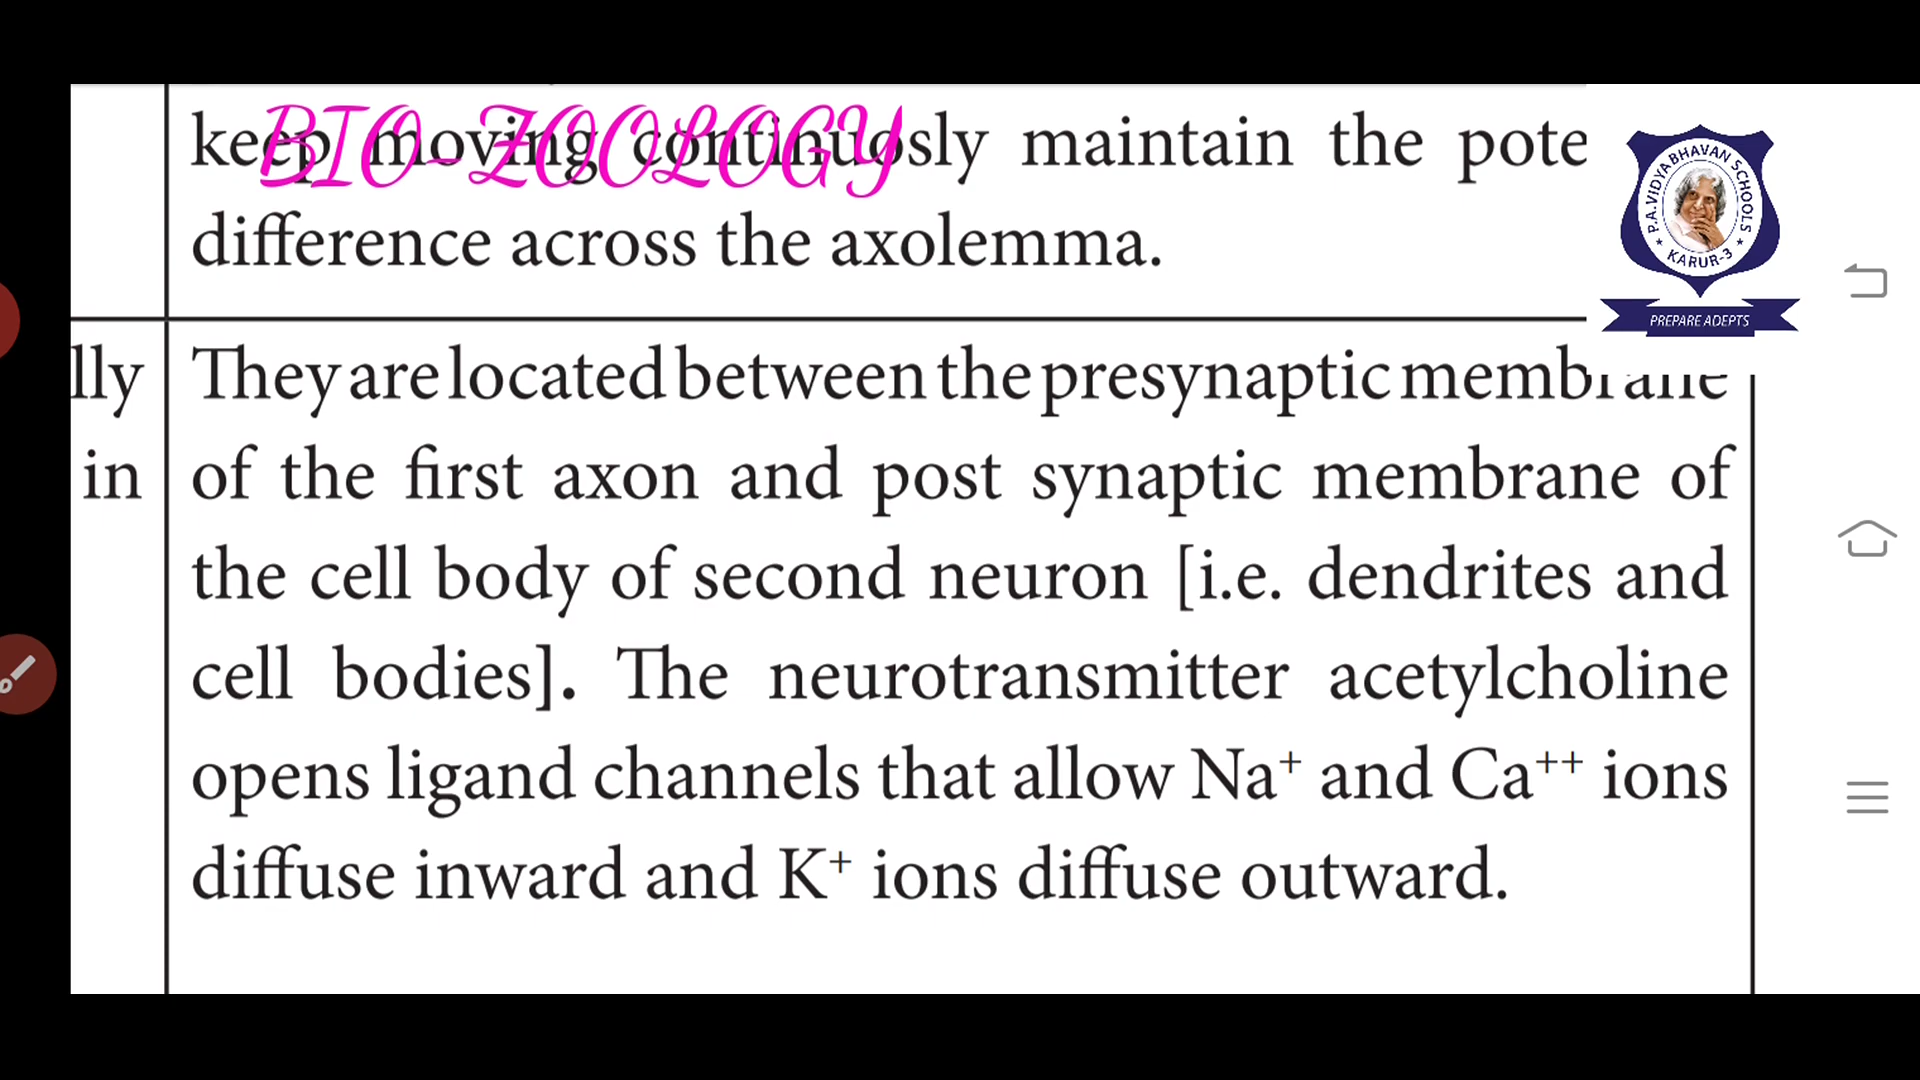 BIO-ZOOLOGY
keep moving continuosly maintain the pote
difference across the axolemma.
P.A.VIDYA BHAVAN SCHOOLS
KARUR-3
PREPARE ADEPTS
lly
They are located between the presynaptic membrane
in
of the first axon and post synaptic membrane of
the cell body of second neuron [i.e. dendrites and
cell bodies]. The neurotransmitter acetylcholine
opens ligand channels that allow Na⁺ and Ca⁺⁺ ions
diffuse inward and K⁺ ions diffuse outward.